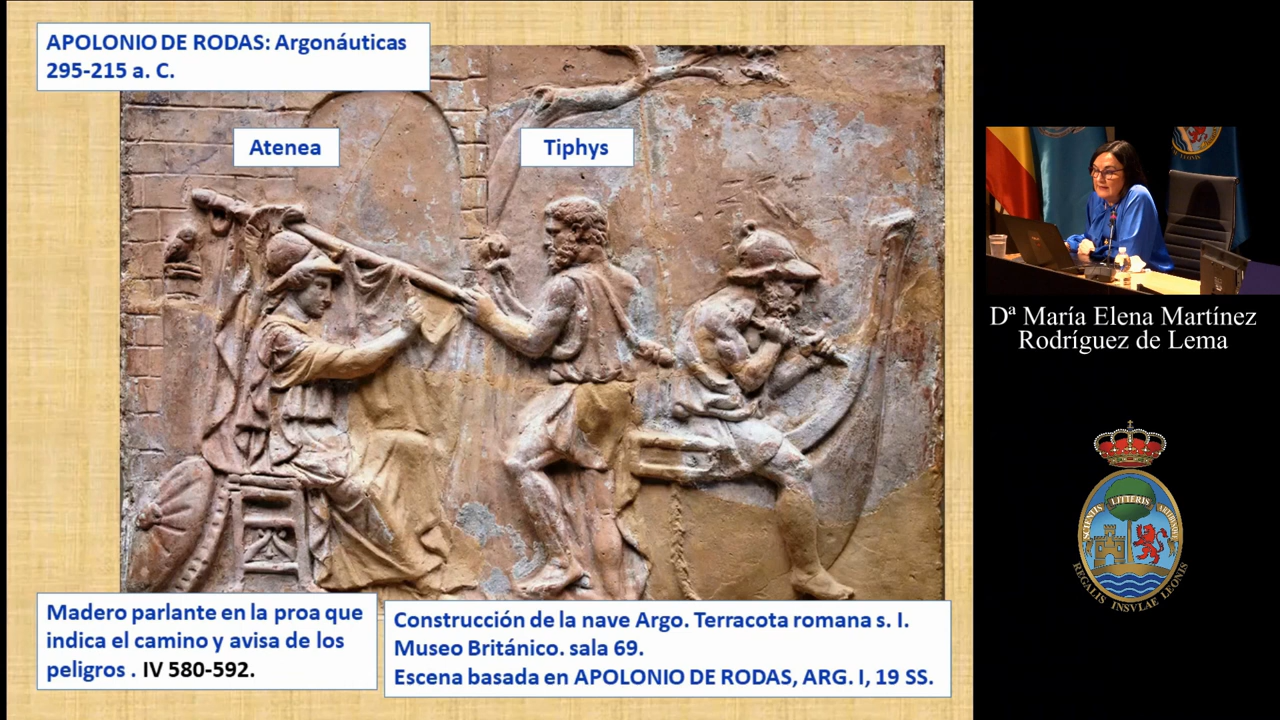 APOLONIO DE RODAS: Argonáuticas
295-215 a. C.
Atenea
Tiphys
Madero parlante en la proa que
indica el camino y avisa de los
peligros . IV 580-592.
Construcción de la nave Argo. Terracota romana s. I.
Museo Británico. sala 69.
Escena basada en APOLONIO DE RODAS, ARG. I, 19 SS.
Dª María Elena Martínez
Rodríguez de Lema
LITTERIS
REGALIS INSVLAE LEONIS